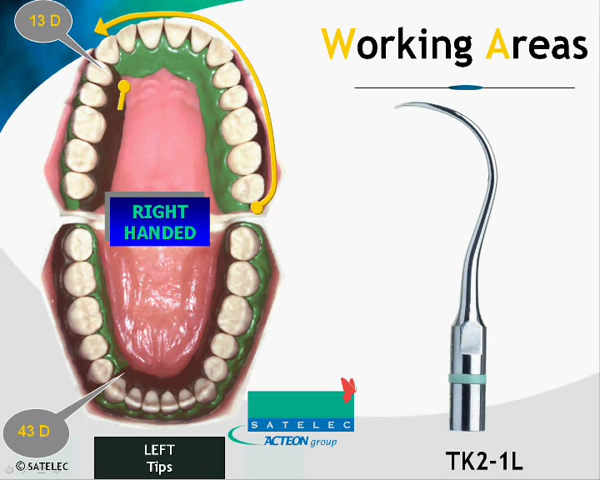 13 D
Working Areas
RIGHT
HANDED
43 D
SATELEC
ACTEON group
LEFT
Tips
© SATELEC
TK2-1L